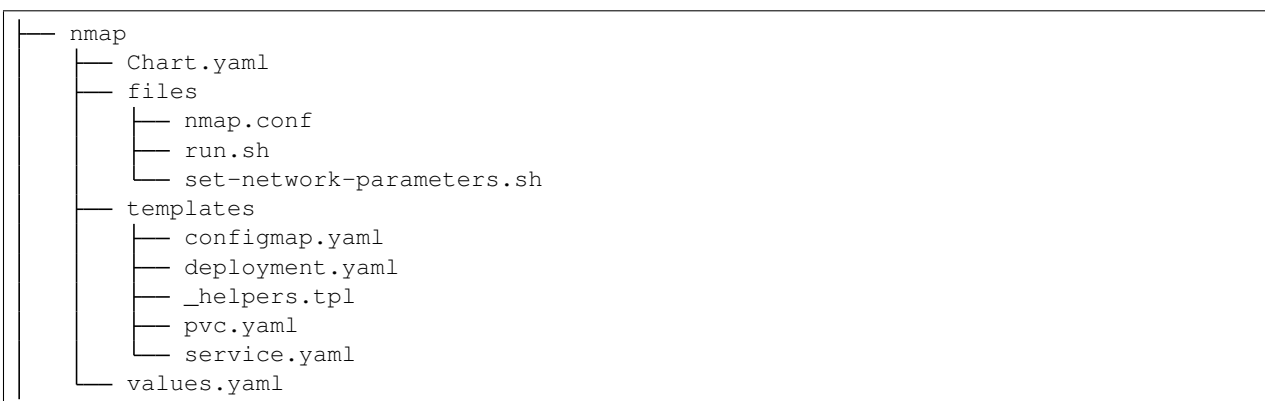 ├── nmap
│   ├── Chart.yaml
│   ├── files
│   │   ├── nmap.conf
│   │   ├── run.sh
│   │   └── set-network-parameters.sh
│   ├── templates
│   │   ├── configmap.yaml
│   │   ├── deployment.yaml
│   │   ├── _helpers.tpl
│   │   ├── pvc.yaml
│   │   └── service.yaml
│   └── values.yaml